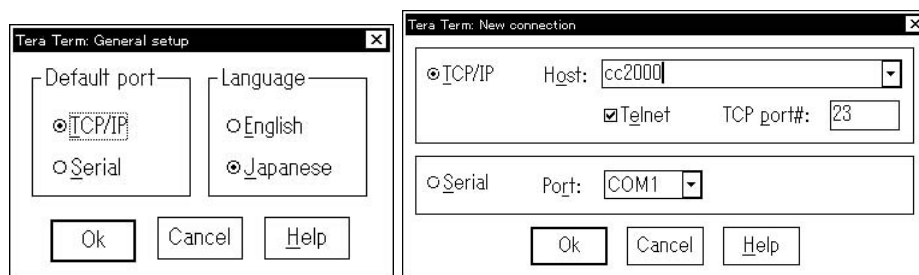 Tera Term: General setup
Default port
TCP/IP
Serial
Language
English
Japanese
Ok Cancel Help
Tera Term: New connection
TCP/IP Host: cc2000
Telnet TCP port#: 23
Serial Port: COM1
Ok Cancel Help